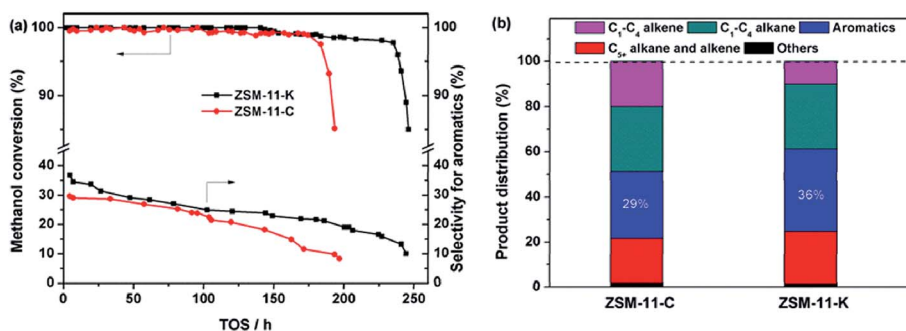 (a)
100
90
40
30
20
10
0
Methanol conversion (%)
ZSM-11-K
ZSM-11-C
100
90
40
30
20
10
0
Selectivity for aromatics (%)
0 50 100 150 200 250
TOS / h
(b)
C₁-C₄ alkene C₁-C₄ alkane Aromatics
C₅₊ alkane and alkene Others
100
80
60
40
20
0
Product distribution (%)
29%
36%
ZSM-11-C ZSM-11-K